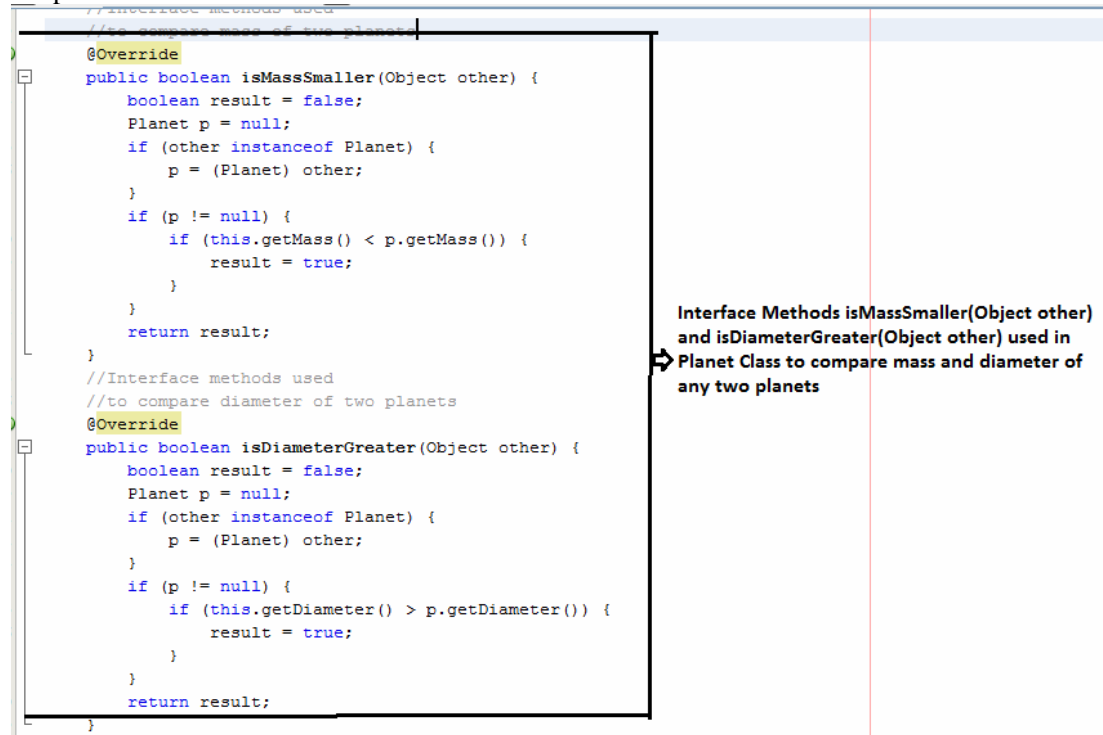 //Interface methods used
//to compare mass of two planets
@Override
public boolean isMassSmaller(Object other) {
boolean result = false;
Planet p = null;
if (other instanceof Planet) {
p = (Planet) other;
}
if (p != null) {
if (this.getMass() < p.getMass()) {
result = true;
}
}
return result;
}
//Interface methods used
//to compare diameter of two planets
@Override
public boolean isDiameterGreater(Object other) {
boolean result = false;
Planet p = null;
if (other instanceof Planet) {
p = (Planet) other;
}
if (p != null) {
if (this.getDiameter() > p.getDiameter()) {
result = true;
}
}
return result;
}
Interface Methods isMassSmaller(Object other)
and isDiameterGreater(Object other) used in
Planet Class to compare mass and diameter of
any two planets